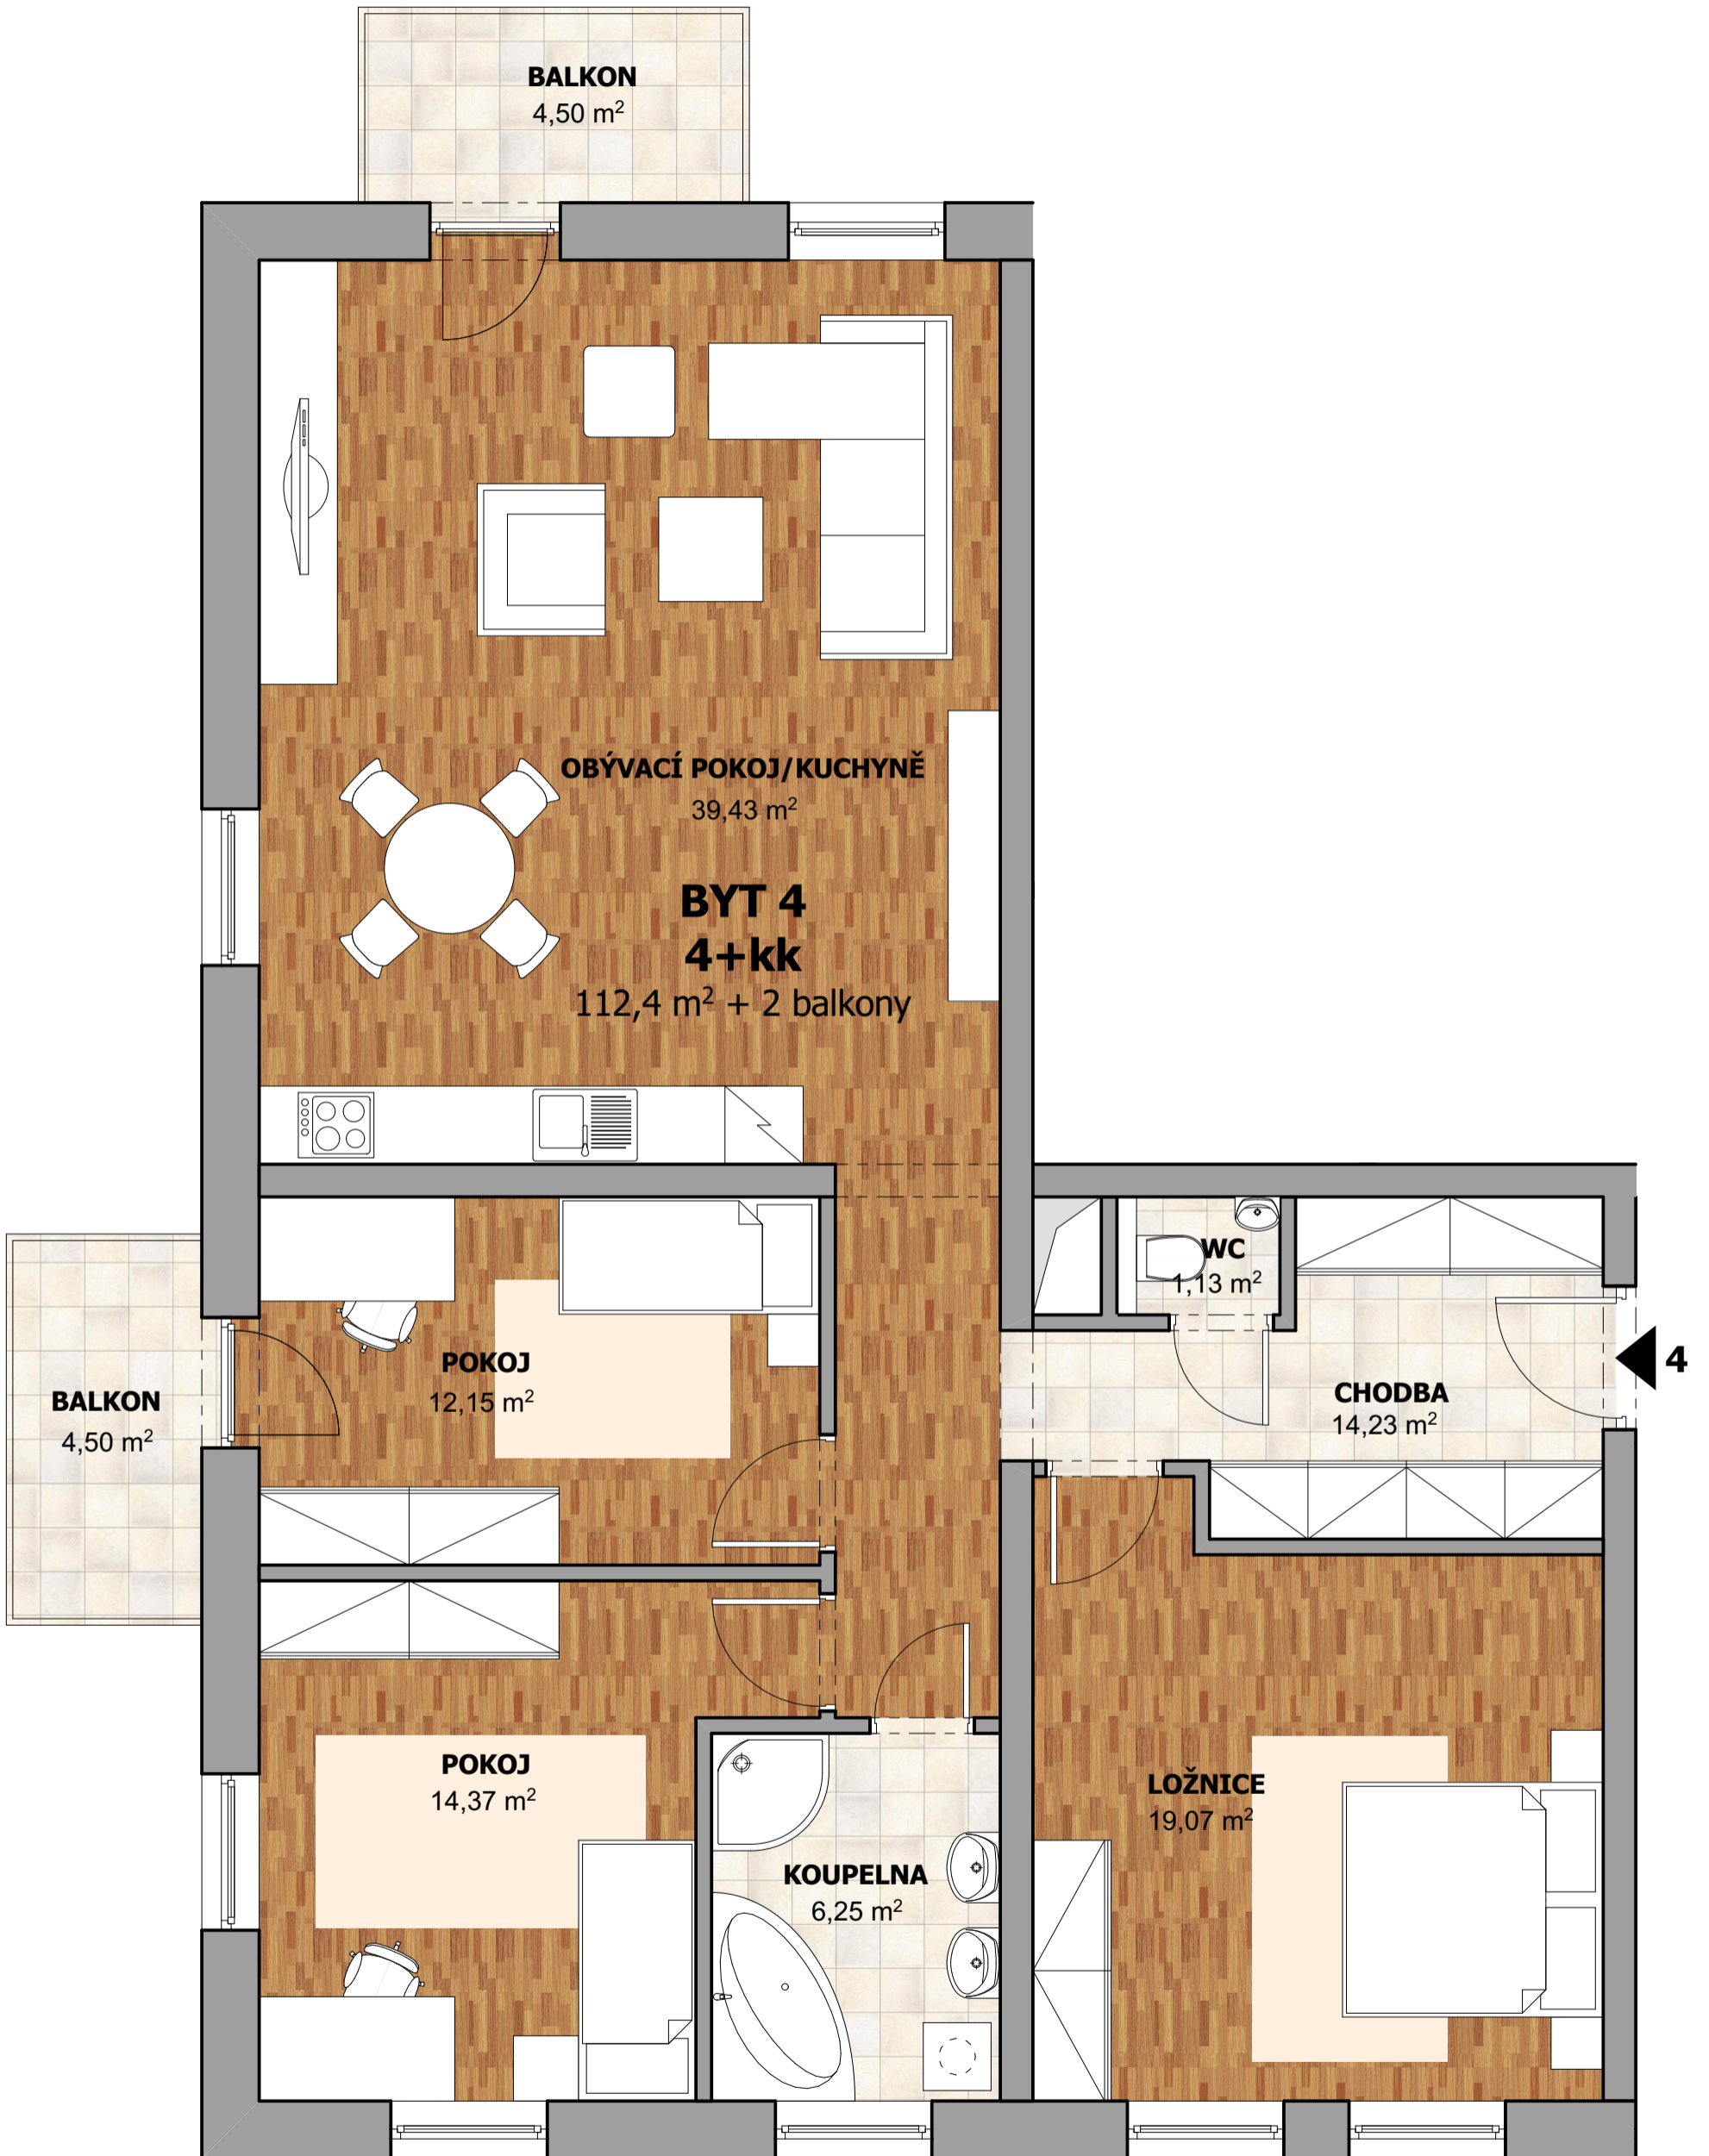 BALKON
4,50 m²
OBÝVACÍ POKOJ/KUCHYNĚ
39,43 m²
BYT 4
4+kk
112,4 m² + 2 balkony
WC
1,13 m²
POKOJ
12,15 m²
BALKON
4,50 m²
CHODBA
14,23 m²
4
POKOJ
14,37 m²
KOUPELNA
6,25 m²
LOŽNICE
19,07 m²